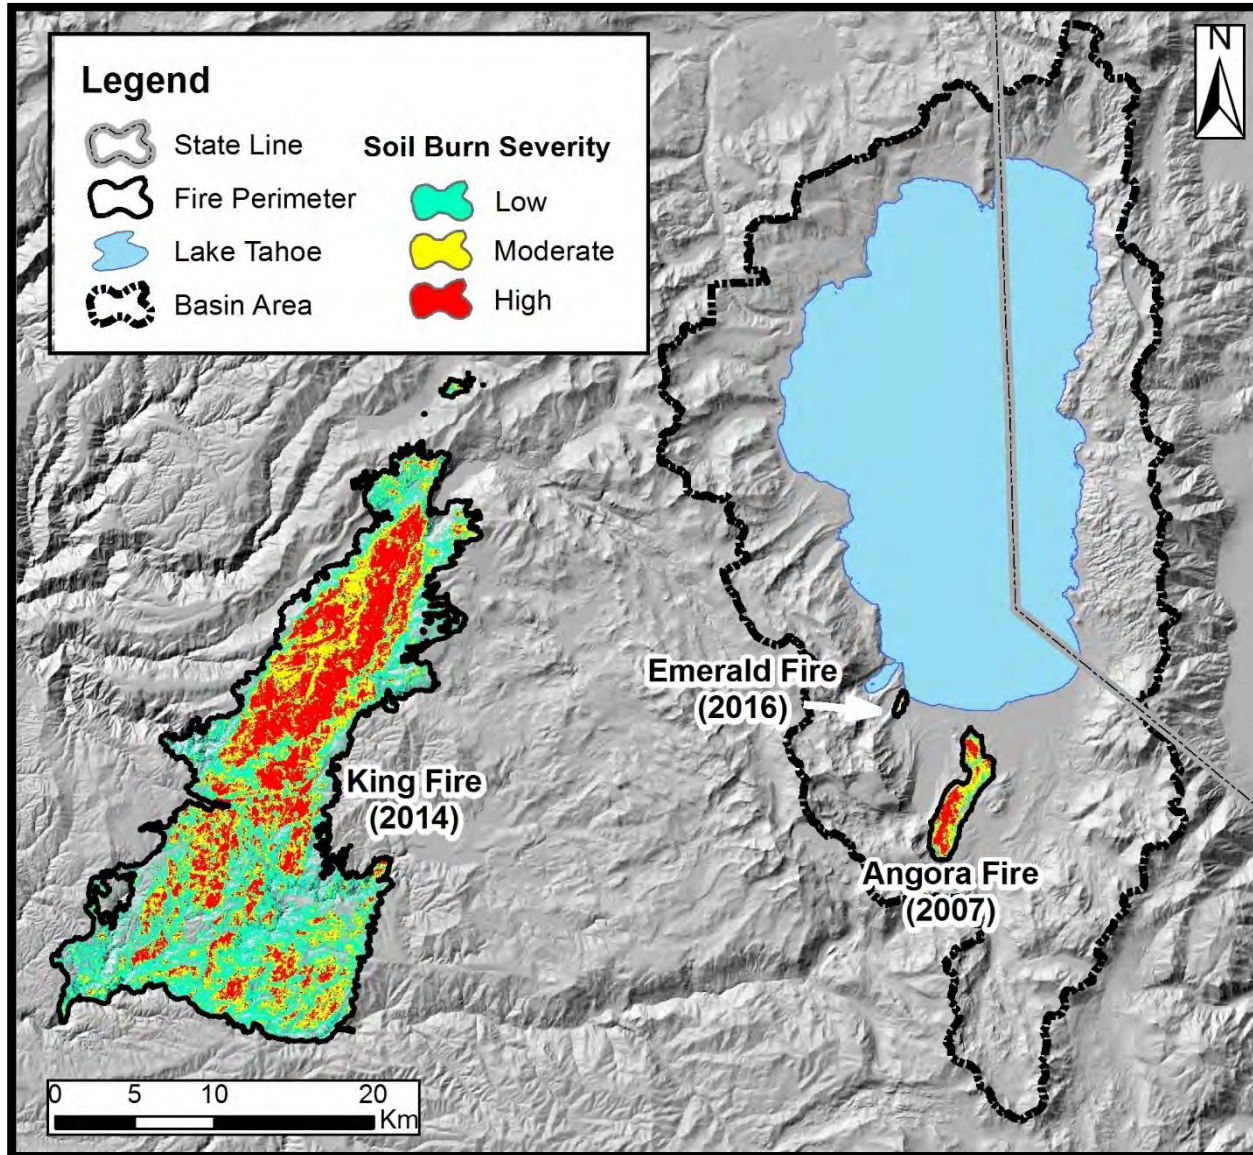 Legend
State Line
Fire Perimeter
Lake Tahoe
Basin Area
Soil Burn Severity
Low
Moderate
High
N
Emerald Fire
(2016)
King Fire
(2014)
Angora Fire
(2007)
0 5 10 20
Km